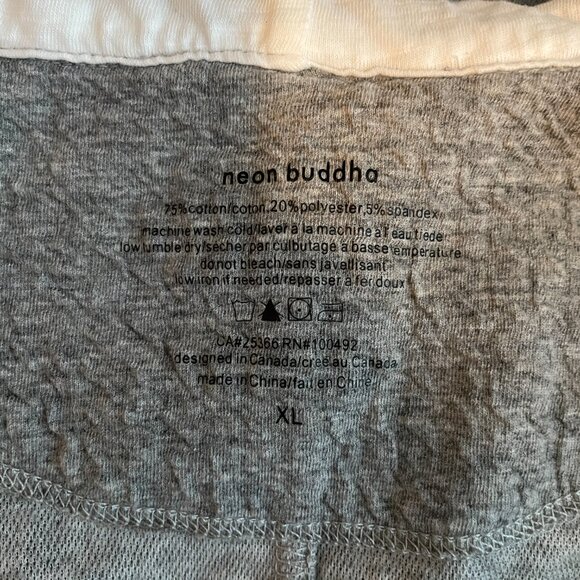 neon buddha
75%cotton/coton,20%polyester,5%spandex
machine wash cold/laver à la machine à l'eau tiede
low tumble dry/secher par culbutage a basse température
do not bleach/sans javellisant
low iron if needed/repasser à fer doux
CA#25366 RN#100492
designed in Canada/créé au Canada
made in China/fait en Chine
XL